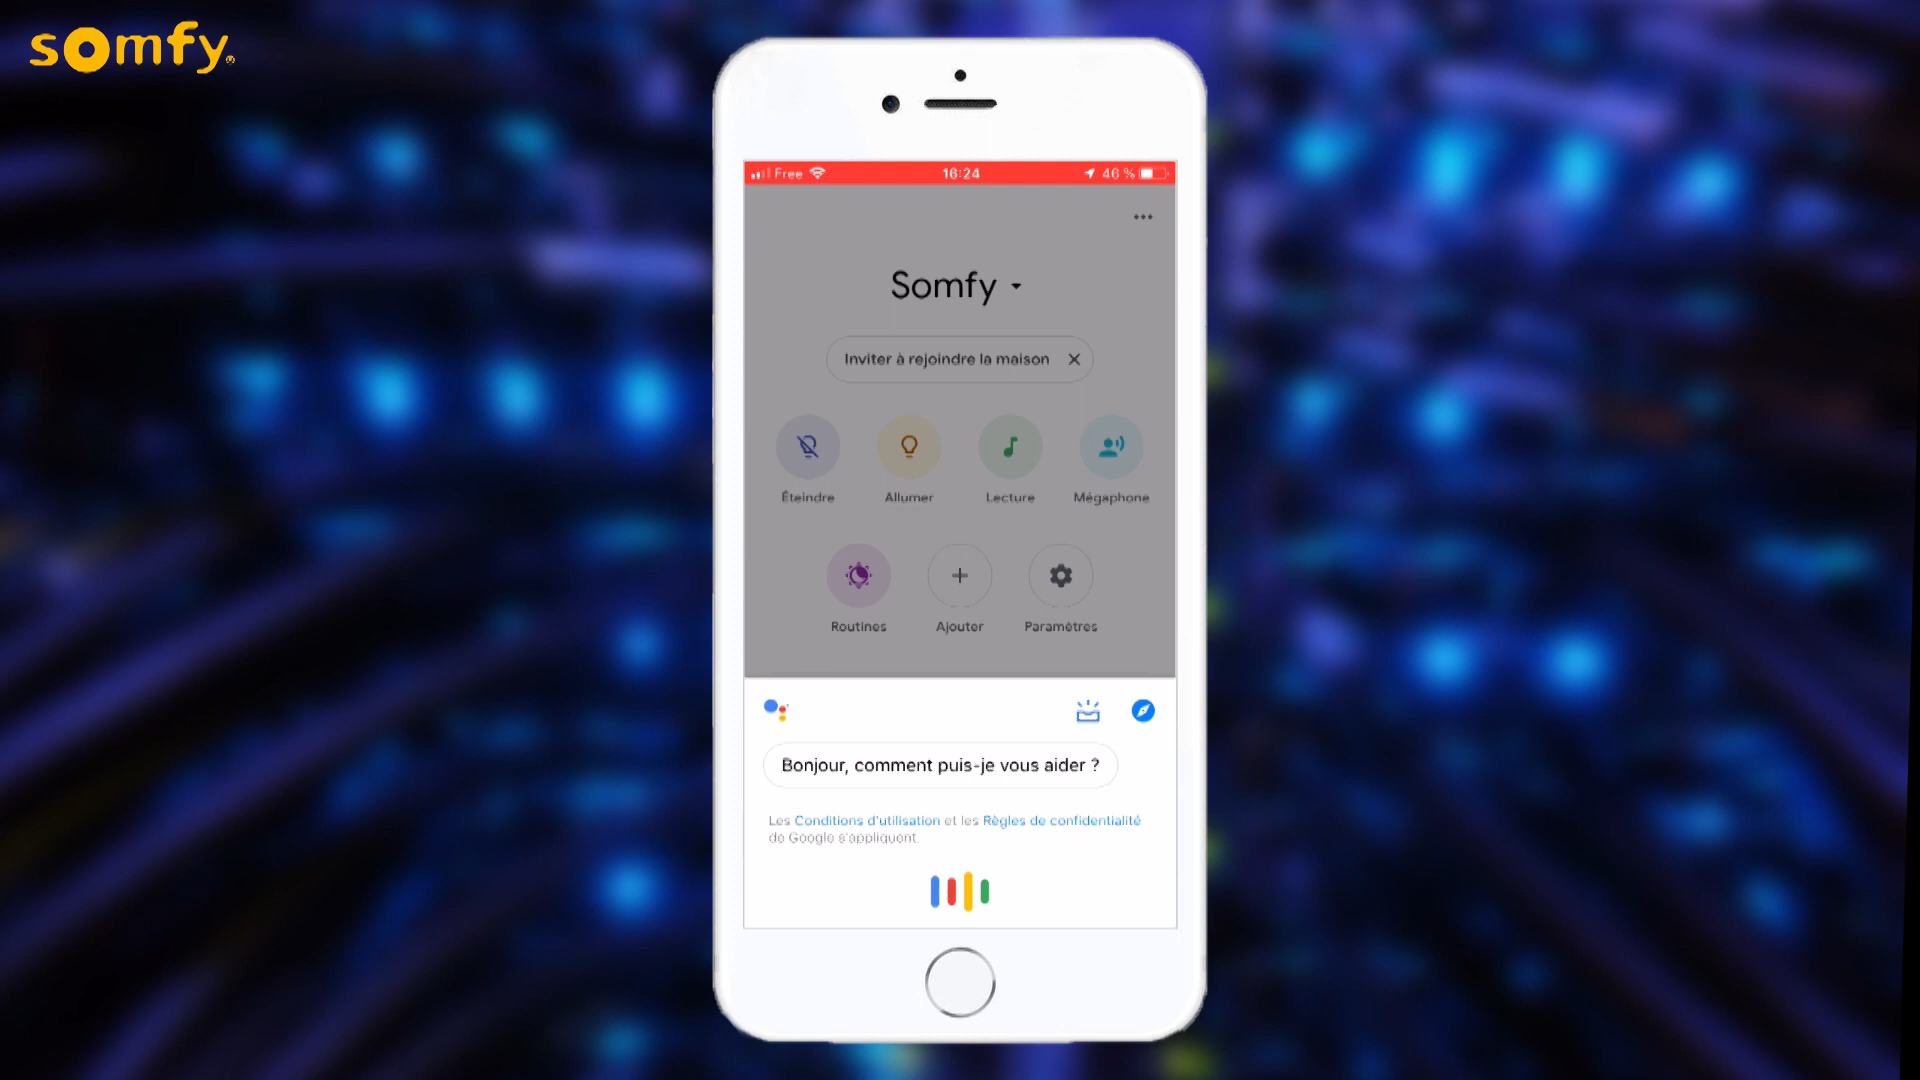 somfy
Free 16:24 46 %
Somfy
Inviter à rejoindre la maison
Éteindre Allumer Lecture Mégaphone
Routines Ajouter Paramètres
Bonjour, comment puis-je vous aider ?
Les Conditions d'utilisation et les Règles de confidentialité
de Google s'appliquent.